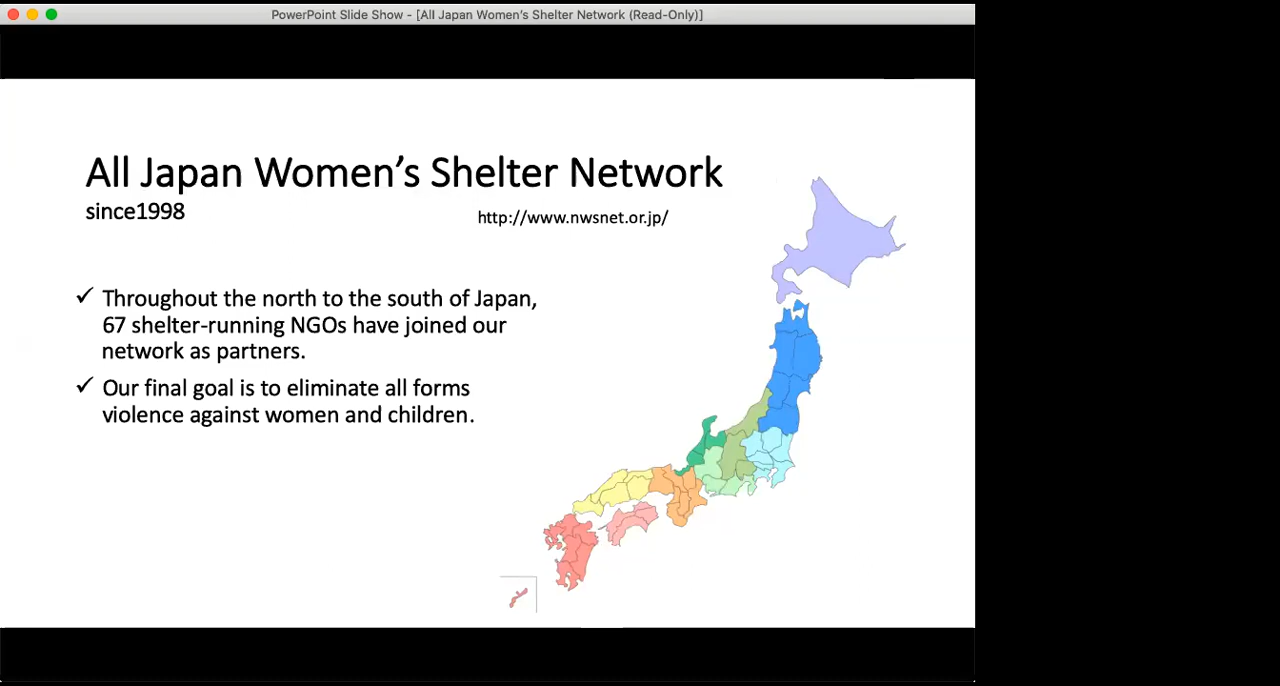 PowerPoint Slide Show - [All Japan Women's Shelter Network (Read-Only)]
All Japan Women’s Shelter Network
since1998
http://www.nwsnet.or.jp/
✓ Throughout the north to the south of Japan,
67 shelter-running NGOs have joined our
network as partners.
✓ Our final goal is to eliminate all forms
violence against women and children.